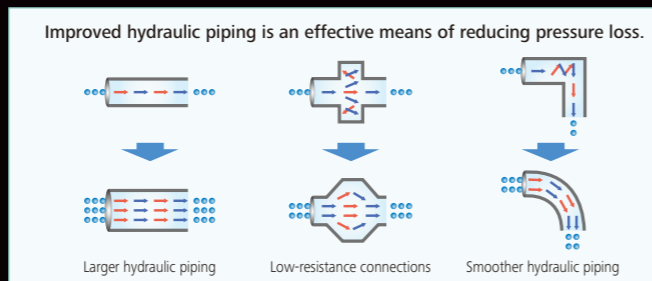 Improved hydraulic piping is an effective means of reducing pressure loss.
Larger hydraulic piping
Low-resistance connections
Smoother hydraulic piping